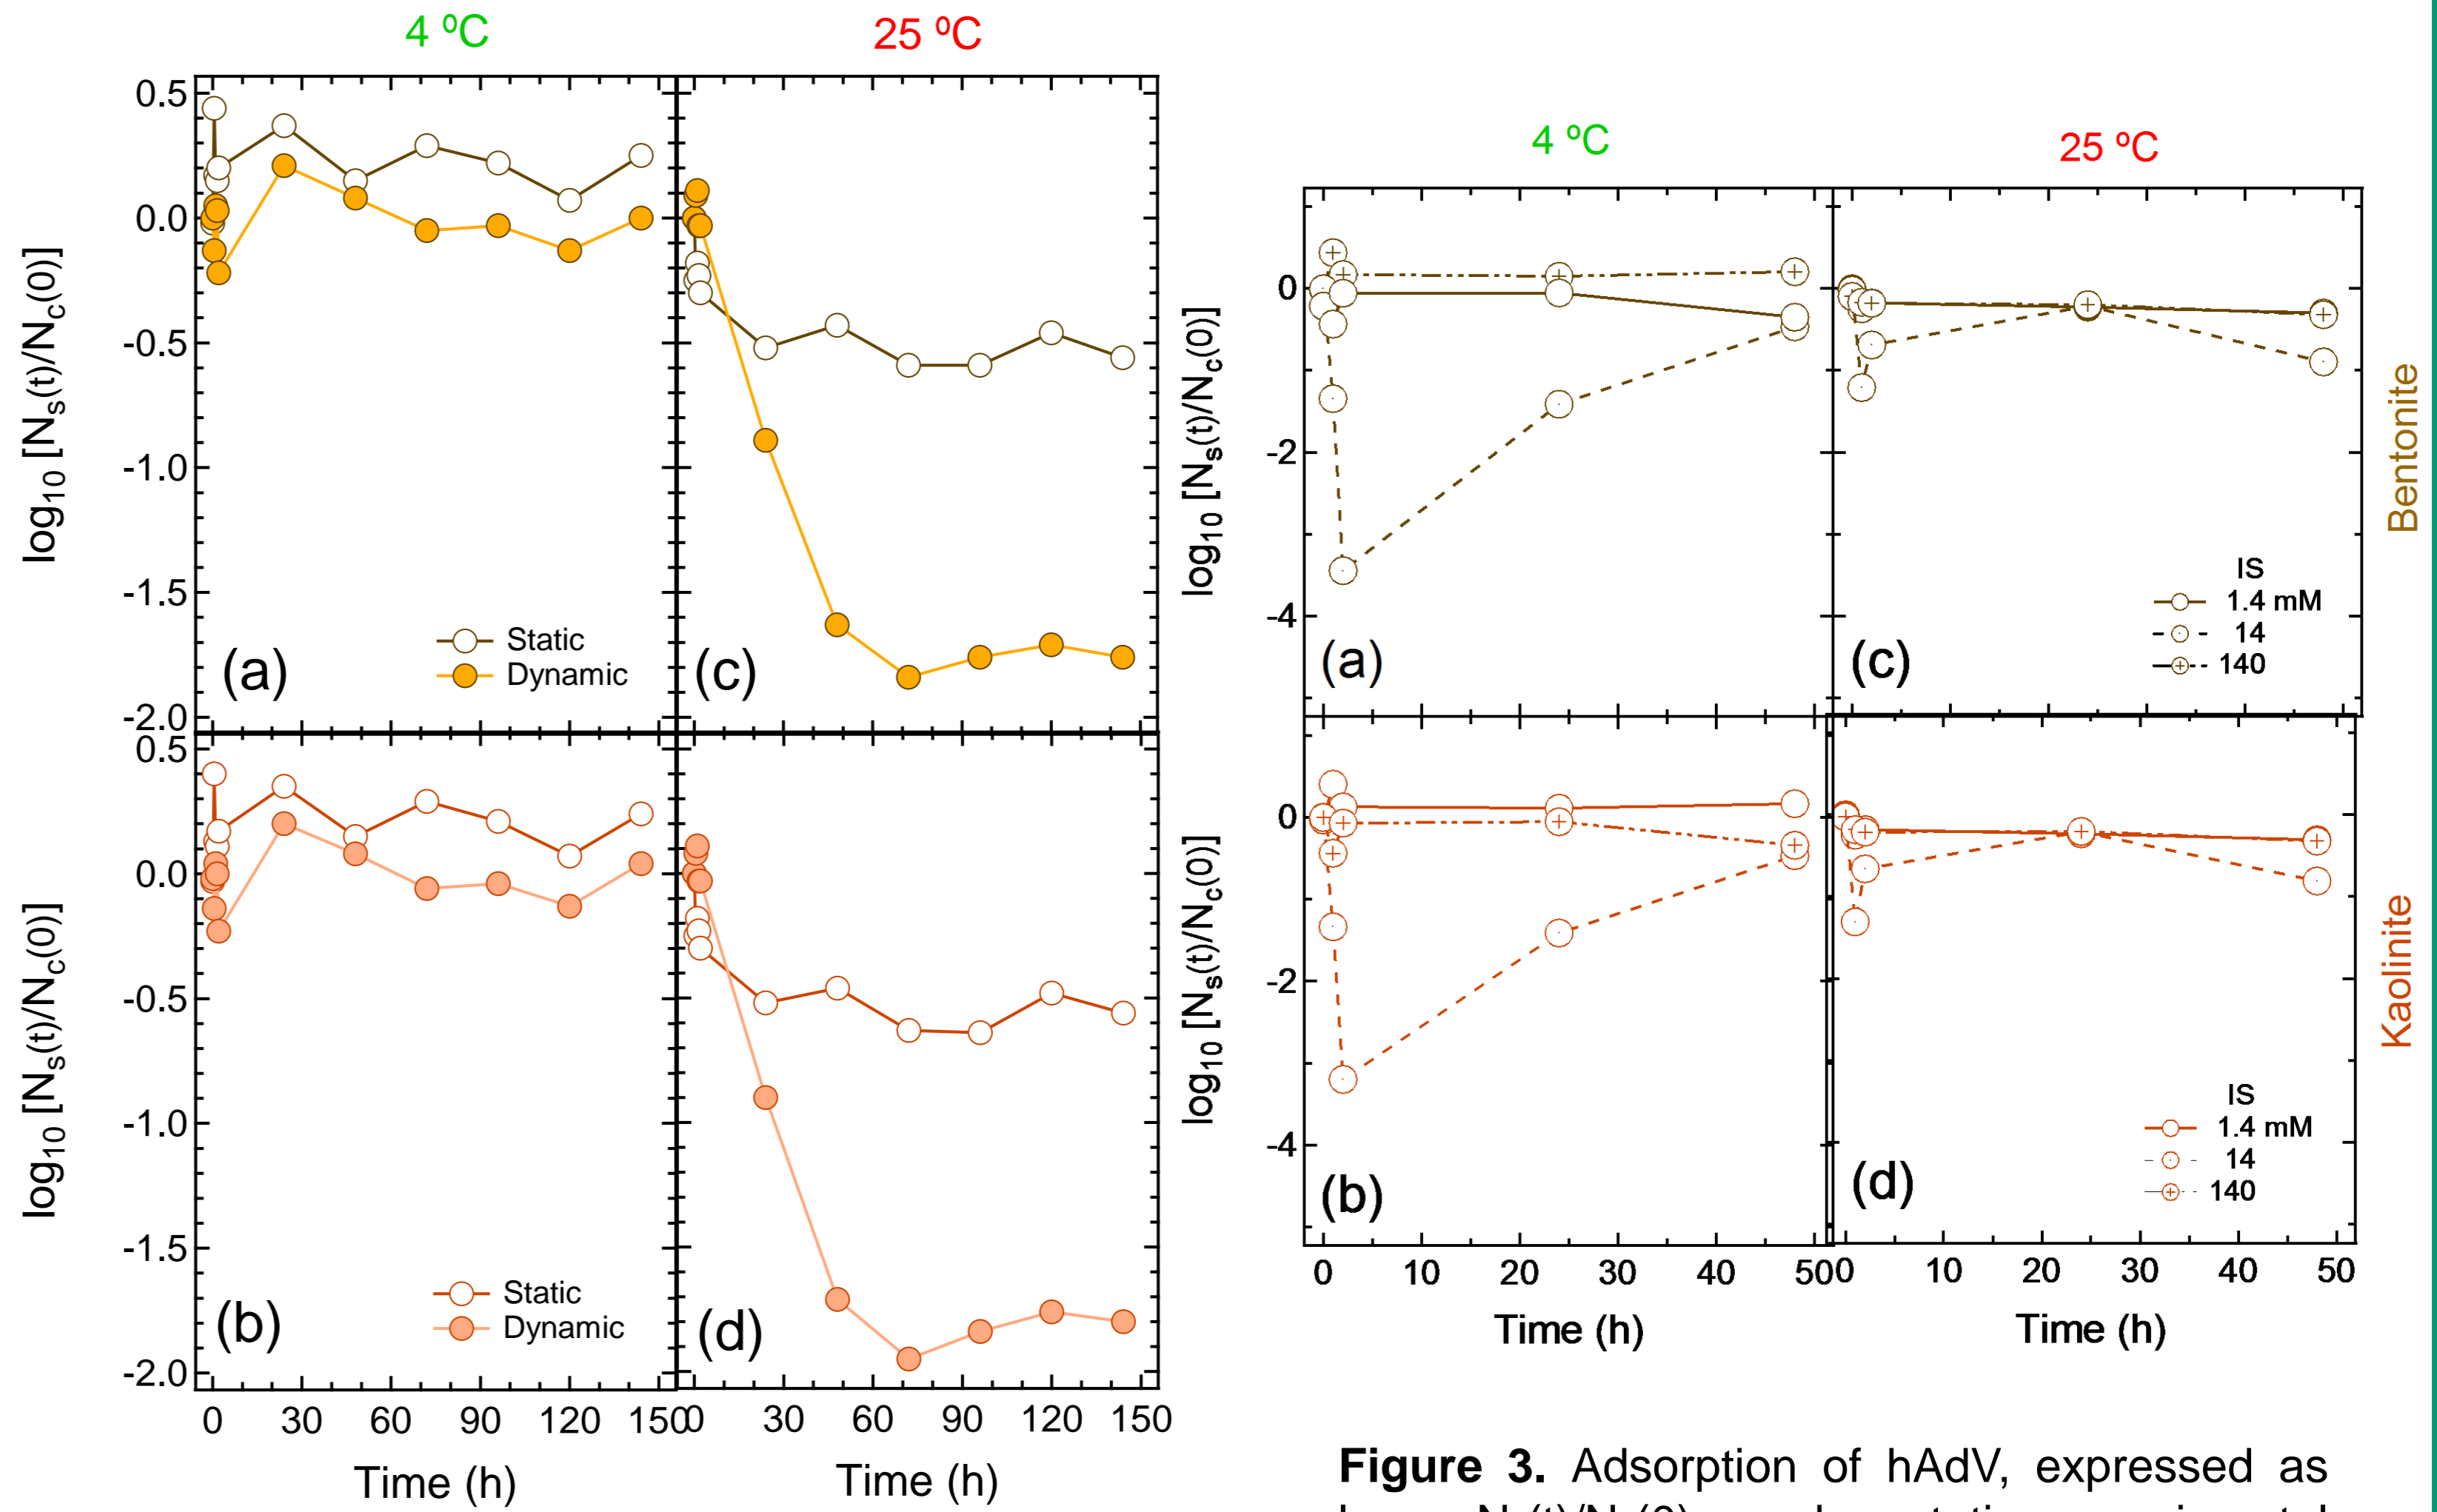 4 ºC
25 ºC
0.5
0.0
-0.5
-1.0
-1.5
-2.0
log10 [Ns(t)/Nc(0)]
Static
Dynamic
(a)
(c)
0.5
0.0
-0.5
-1.0
-1.5
-2.0
log10 [Ns(t)/Nc(0)]
Static
Dynamic
(b)
(d)
0 30 60 90 120 150
0 30 60 90 120 150
Time (h)
Time (h)
4 ºC
25 ºC
0
-2
-4
log10 [Ns(t)/Nc(0)]
(a)
(c)
IS
1.4 mM
14
140
Bentonite
0
-2
-4
log10 [Ns(t)/Nc(0)]
(b)
(d)
IS
1.4 mM
14
140
Kaolinite
0 10 20 30 40 50
0 10 20 30 40 50
Time (h)
Time (h)
Figure 3. Adsorption of hAdV, expressed as